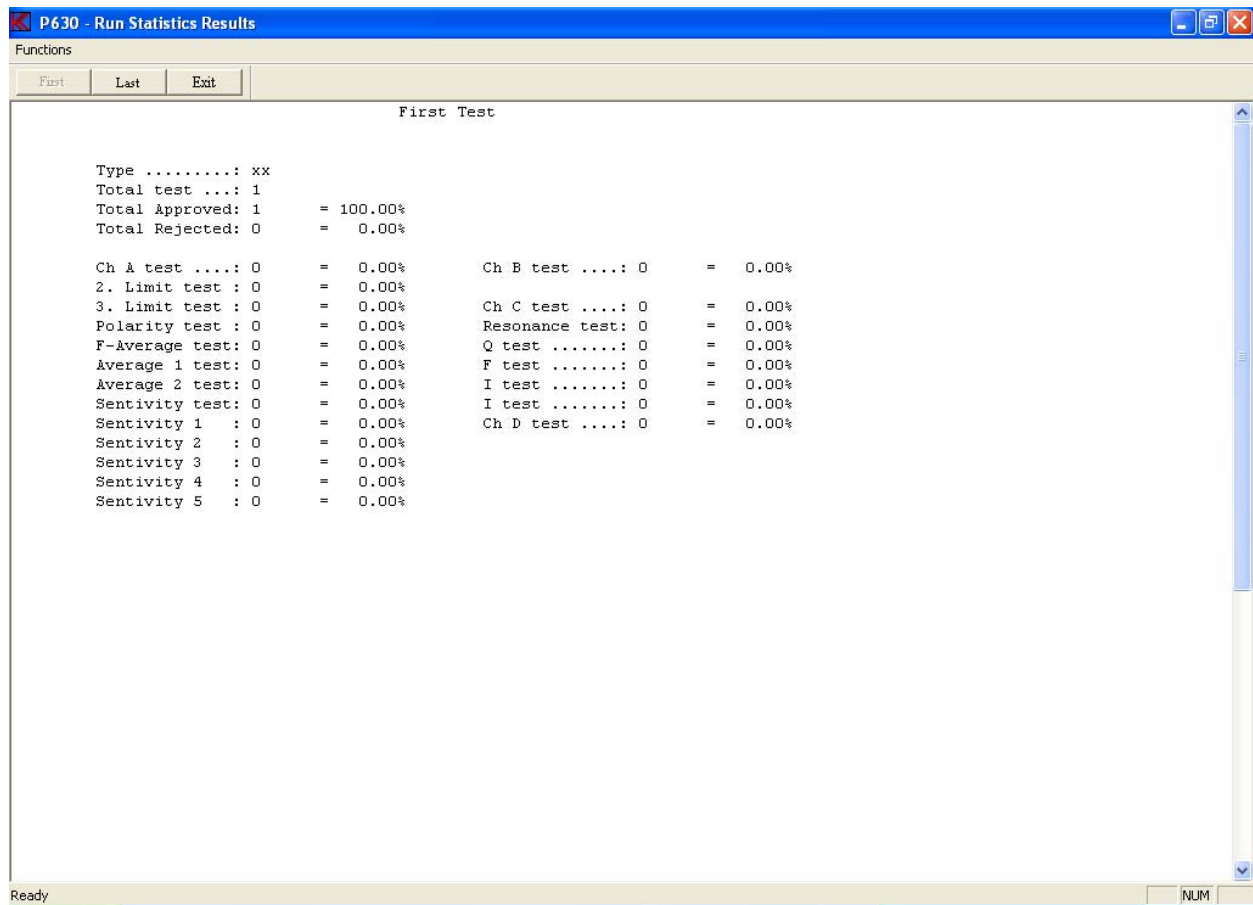 P630 - Run Statistics Results
Functions
First Last Exit
First Test
Type .........: xx
Total test ...: 1
Total Approved: 1 = 100.00%
Total Rejected: 0 = 0.00%
Ch A test ....: 0 = 0.00% Ch B test ....: 0 = 0.00%
2. Limit test : 0 = 0.00%
3. Limit test : 0 = 0.00% Ch C test ....: 0 = 0.00%
Polarity test : 0 = 0.00% Resonance test: 0 = 0.00%
F-Average test: 0 = 0.00% Q test .......: 0 = 0.00%
Average 1 test: 0 = 0.00% F test .......: 0 = 0.00%
Average 2 test: 0 = 0.00% I test .......: 0 = 0.00%
Sentivity test: 0 = 0.00% I test .......: 0 = 0.00%
Sentivity 1 : 0 = 0.00% Ch D test ....: 0 = 0.00%
Sentivity 2 : 0 = 0.00%
Sentivity 3 : 0 = 0.00%
Sentivity 4 : 0 = 0.00%
Sentivity 5 : 0 = 0.00%
Ready NUM